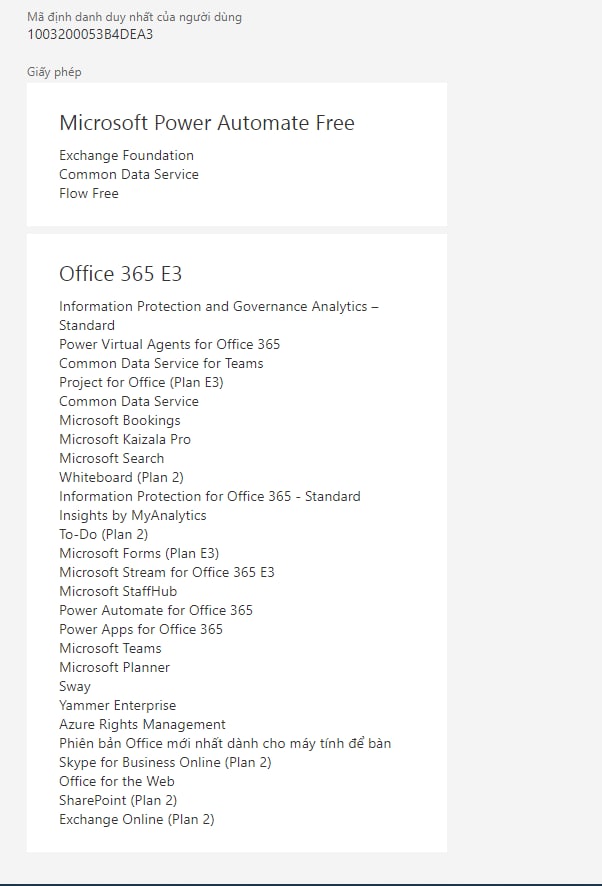 Mã định danh duy nhất của người dùng
1003200053B4DEA3
Giấy phép
Microsoft Power Automate Free
Exchange Foundation
Common Data Service
Flow Free
Office 365 E3
Information Protection and Governance Analytics –
Standard
Power Virtual Agents for Office 365
Common Data Service for Teams
Project for Office (Plan E3)
Common Data Service
Microsoft Bookings
Microsoft Kaizala Pro
Microsoft Search
Whiteboard (Plan 2)
Information Protection for Office 365 - Standard
Insights by MyAnalytics
To-Do (Plan 2)
Microsoft Forms (Plan E3)
Microsoft Stream for Office 365 E3
Microsoft StaffHub
Power Automate for Office 365
Power Apps for Office 365
Microsoft Teams
Microsoft Planner
Sway
Yammer Enterprise
Azure Rights Management
Phiên bản Office mới nhất dành cho máy tính để bàn
Skype for Business Online (Plan 2)
Office for the Web
SharePoint (Plan 2)
Exchange Online (Plan 2)